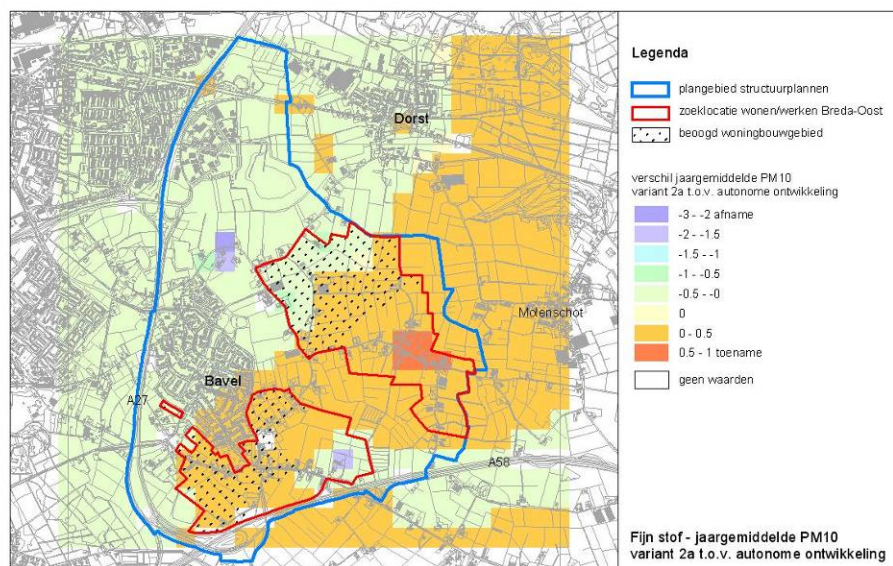 Dorst
Molenschot
Bavel
A27
A58
Legenda
plangebied structuurplannen
zoeklocatie wonen/werken Breda-Oost
beoogd woningbouwgebied
verschil jaargemiddelde PM10
variant 2a t.o.v. autonome ontwikkeling
-3 - -2 afname
-2 - -1.5
-1.5 - -1
-1 - -0.5
-0.5 - -0
0
0 - 0.5
0.5 - 1 toename
geen waarden
Fijn stof - jaargemiddelde PM10
variant 2a t.o.v. autonome ontwikkeling